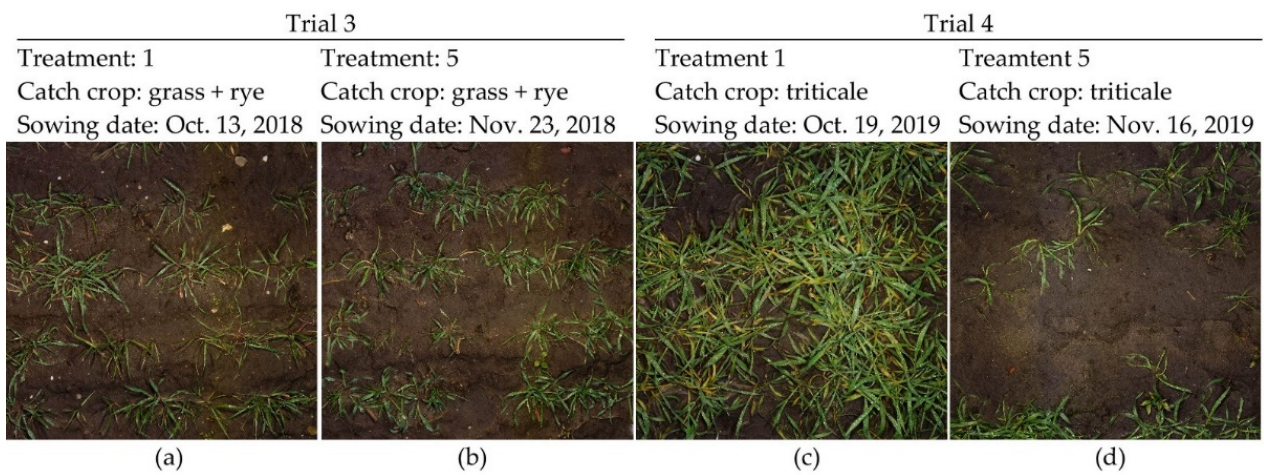 Trial 3
Trial 4
Treatment: 1
Treatment: 5
Treatment 1
Treamtent 5
Catch crop: grass + rye
Catch crop: grass + rye
Catch crop: triticale
Catch crop: triticale
Sowing date: Oct. 13, 2018
Sowing date: Nov. 23, 2018
Sowing date: Oct. 19, 2019
Sowing date: Nov. 16, 2019
(a)
(b)
(c)
(d)